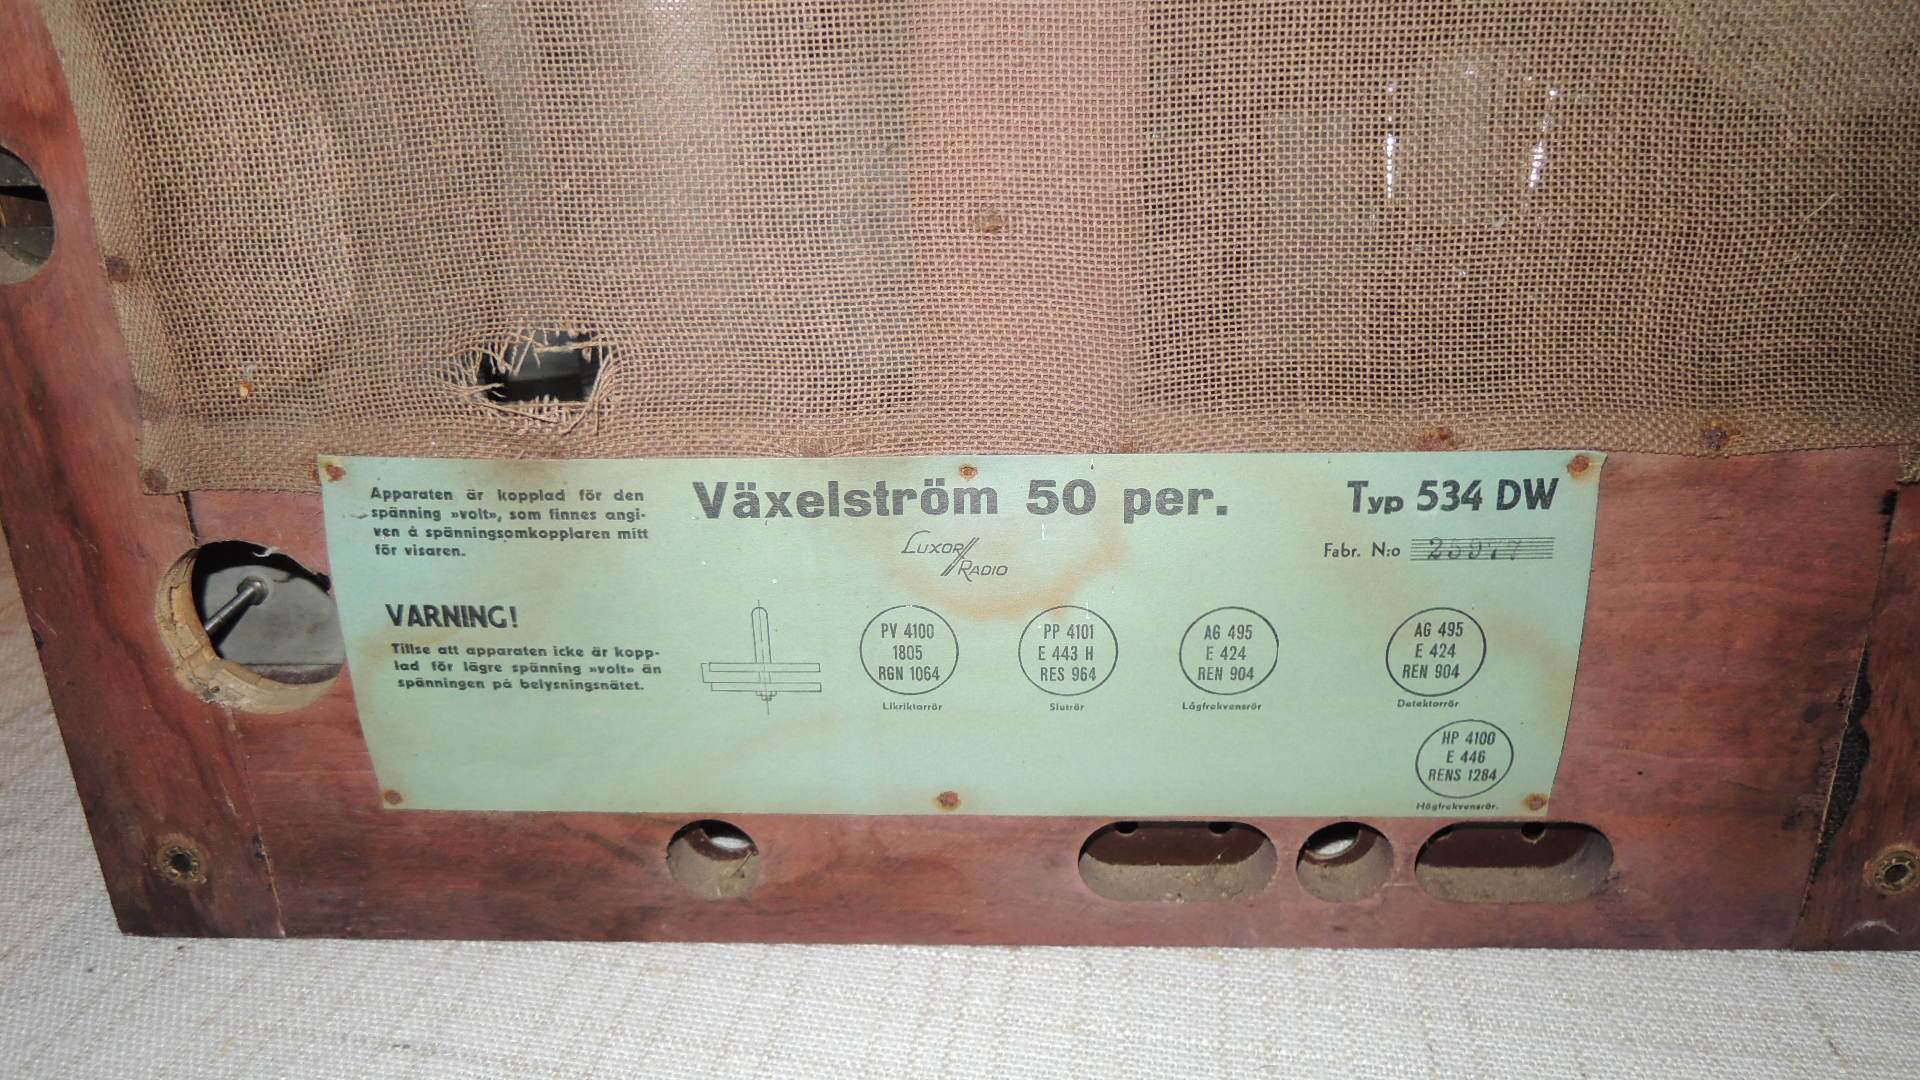 Apparaten är kopplad för den
spänning »volt», som finnes angi-
ven å spänningsomkopplaren mitt
för visaren.
VARNING!
Tillse att apparaten icke är kopp-
lad för lägre spänning »volt» än
spänningen på belysningsnätet.
Växelström 50 per.
LUXOR
RADIO
Typ 534 DW
Fabr. N:o 25977
PV 4100
1805
RGN 1064
Likriktarrör
PP 4101
E 443 H
RES 964
Slutrör
AG 495
E 424
REN 904
Lågfrekvensrör
AG 495
E 424
REN 904
Detektorrör
HP 4100
E 446
RENS 1284
Högfrekvensrör.